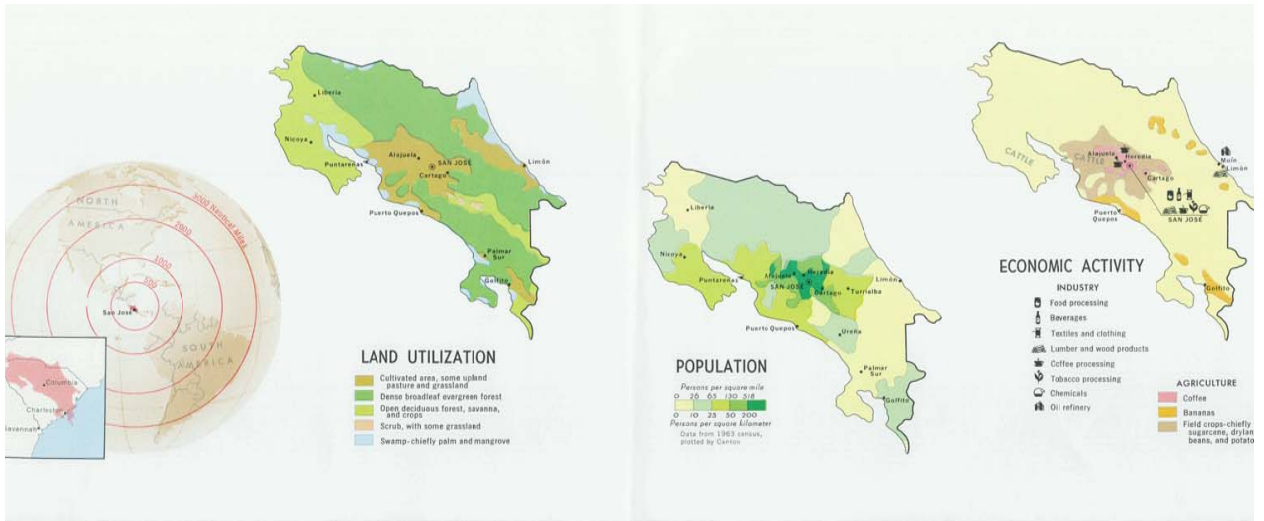 NORTH
AMERICA
3000 Nautical Miles
2000
1000
500
San José
SOUTH
AMERICA
Columbia
Charleston
Savannah
Liberia
Nicoya
Puntarenas
Alajuela
SAN JOSÉ
Cartago
Limón
Puerto Quepos
Palmar
Sur
Golfito
LAND UTILIZATION
Cultivated area, some upland
pasture and grassland
Dense broadleaf evergreen forest
Open deciduous forest, savanna,
and crops
Scrub, with some grassland
Swamp-chiefly palm and mangrove
Liberia
Nicoya
Puntarenas
Alajuela
Heredia
SAN JOSÉ
Cartago
Turrialba
Limón
Puerto Quepos
Ureña
Palmar
Sur
Golfito
POPULATION
Persons per square mile
0 26 65 130 518
0 10 25 50 200
Persons per square kilometer
Data from 1963 census,
plotted by Canton
CATTLE
CATTLE
Alajuela
Heredia
Cartago
Moín
Limón
Puerto
Quepos
SAN JOSÉ
Golfito
ECONOMIC ACTIVITY
INDUSTRY
Food processing
Beverages
Textiles and clothing
Lumber and wood products
Coffee processing
Tobacco processing
Chemicals
Oil refinery
AGRICULTURE
Coffee
Bananas
Field crops-chiefly
sugarcane, drylan
beans, and potato